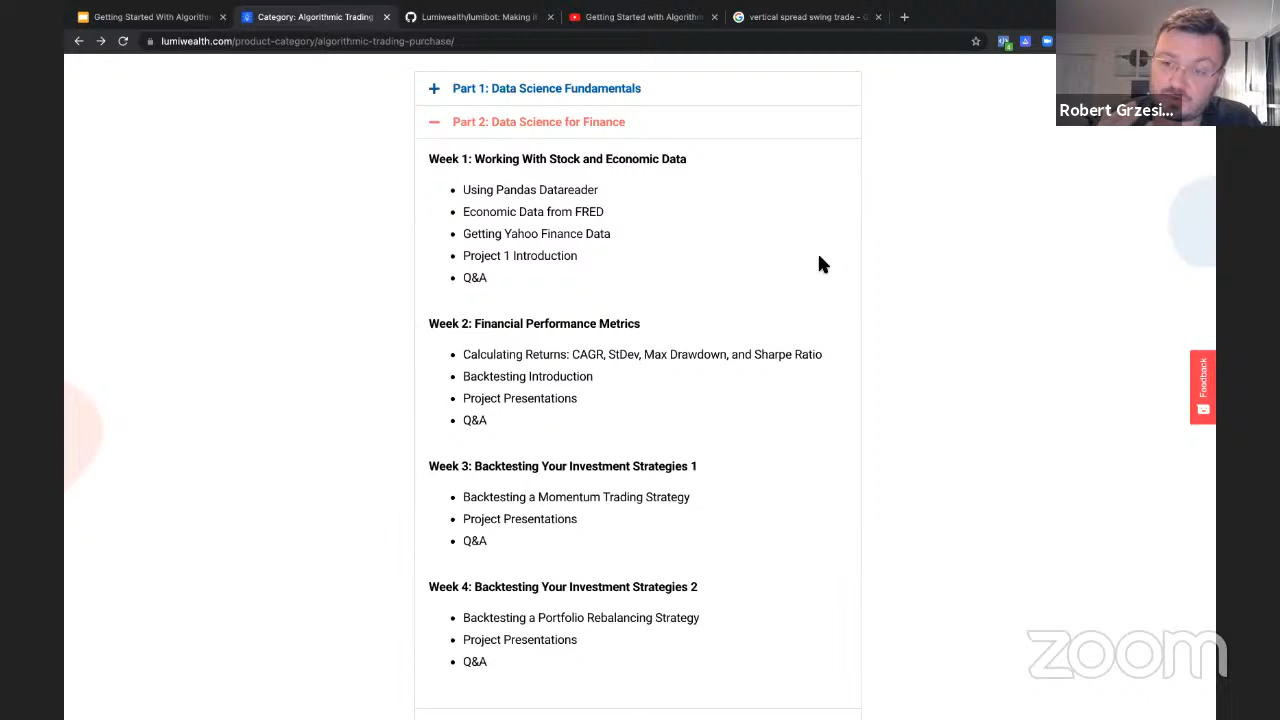 Getting Started With Algorithm
Category: Algorithmic Trading
Lumiwealth/lumibot: Making it
Getting Started with Algorithm
vertical spread swing trade - G
lumiwealth.com/product-category/algorithmic-trading-purchase/
Robert Grzesi...
Part 1: Data Science Fundamentals
Part 2: Data Science for Finance
Week 1: Working With Stock and Economic Data
Using Pandas Datareader
Economic Data from FRED
Getting Yahoo Finance Data
Project 1 Introduction
Q&A
Week 2: Financial Performance Metrics
Calculating Returns: CAGR, StDev, Max Drawdown, and Sharpe Ratio
Backtesting Introduction
Project Presentations
Q&A
Week 3: Backtesting Your Investment Strategies 1
Backtesting a Momentum Trading Strategy
Project Presentations
Q&A
Week 4: Backtesting Your Investment Strategies 2
Backtesting a Portfolio Rebalancing Strategy
Project Presentations
Q&A
Feedback
zoom